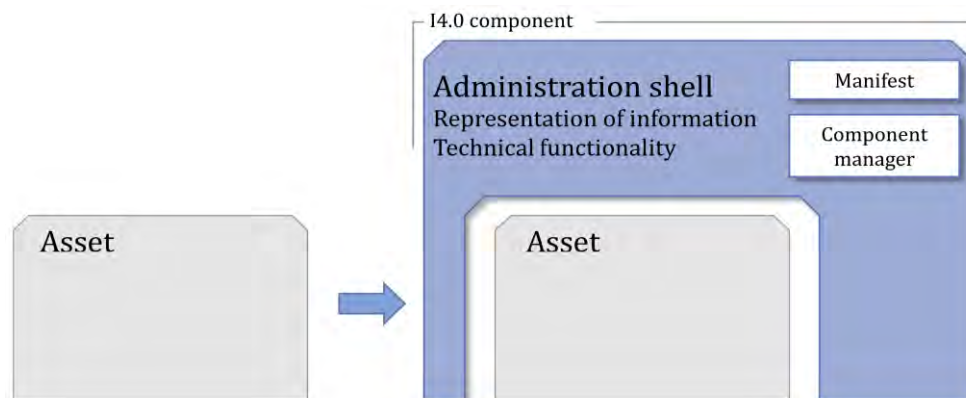 I4.0 component
Administration shell
Representation of information
Technical functionality
Manifest
Component
manager
Asset
Asset